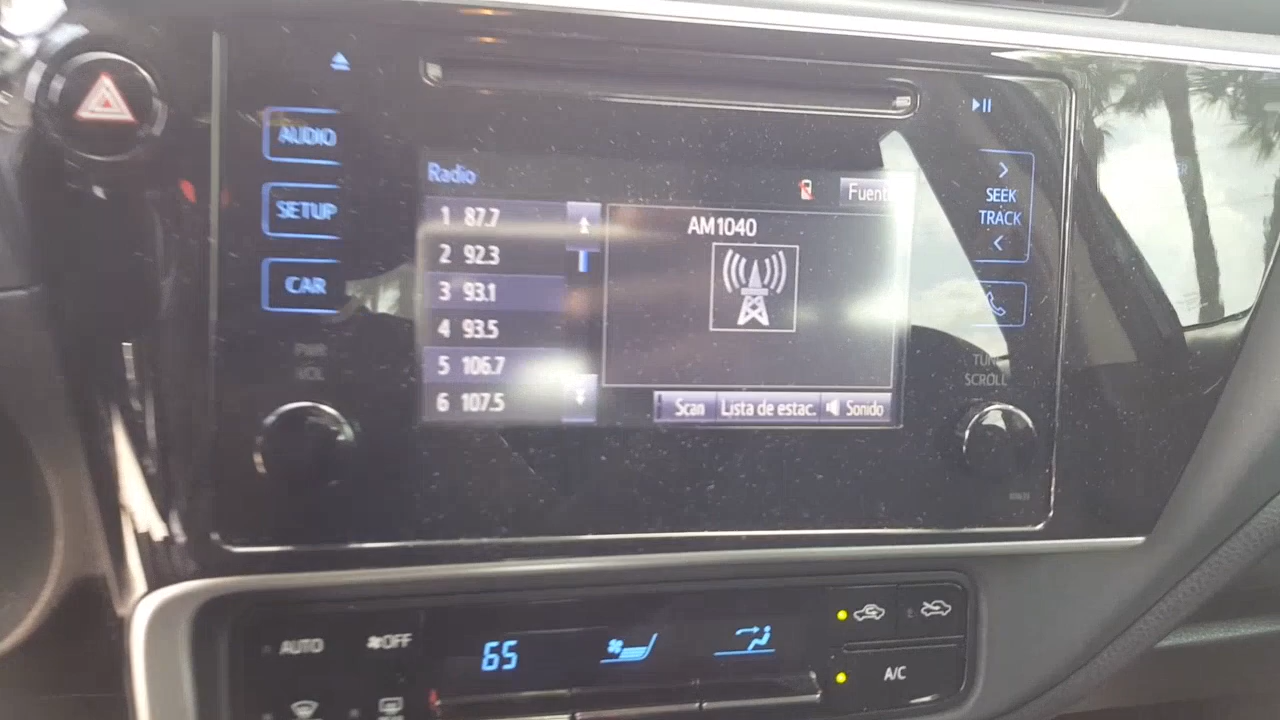 AUDIO
SETUP
CAR
PWR
VOL
Radio
Fuent
1 87.7
2 92.3
3 93.1
4 93.5
5 106.7
6 107.5
AM1040
Scan
Lista de estac.
Sonido
SEEK
TRACK
TUNE
SCROLL
AUTO
OFF
65
A/C